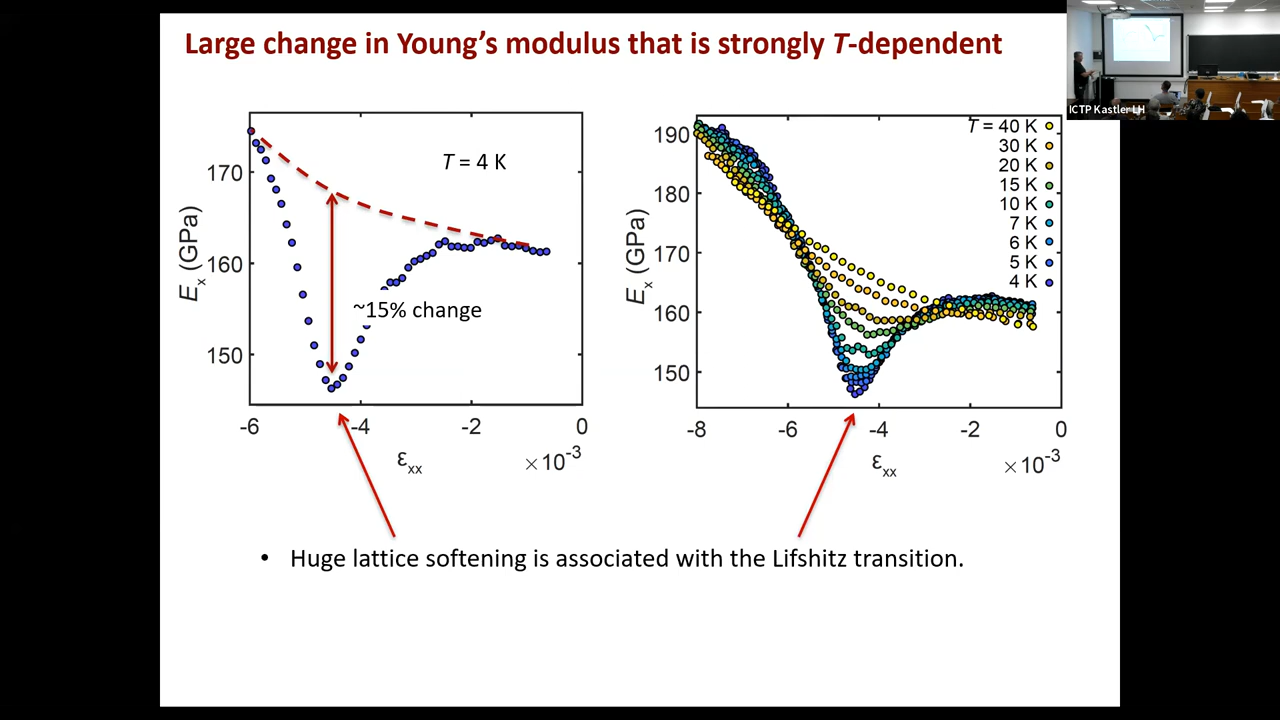 Large change in Young's modulus that is strongly T-dependent
ICTP Kastler LH
T = 4 K
170
160
150
Ex (GPa)
~15% change
-6
-4
-2
0
εxx
×10-3
T = 40 K
30 K
20 K
15 K
10 K
7 K
6 K
5 K
4 K
190
180
170
160
150
Ex (GPa)
-8
-6
-4
-2
0
εxx
×10-3
• Huge lattice softening is associated with the Lifshitz transition.